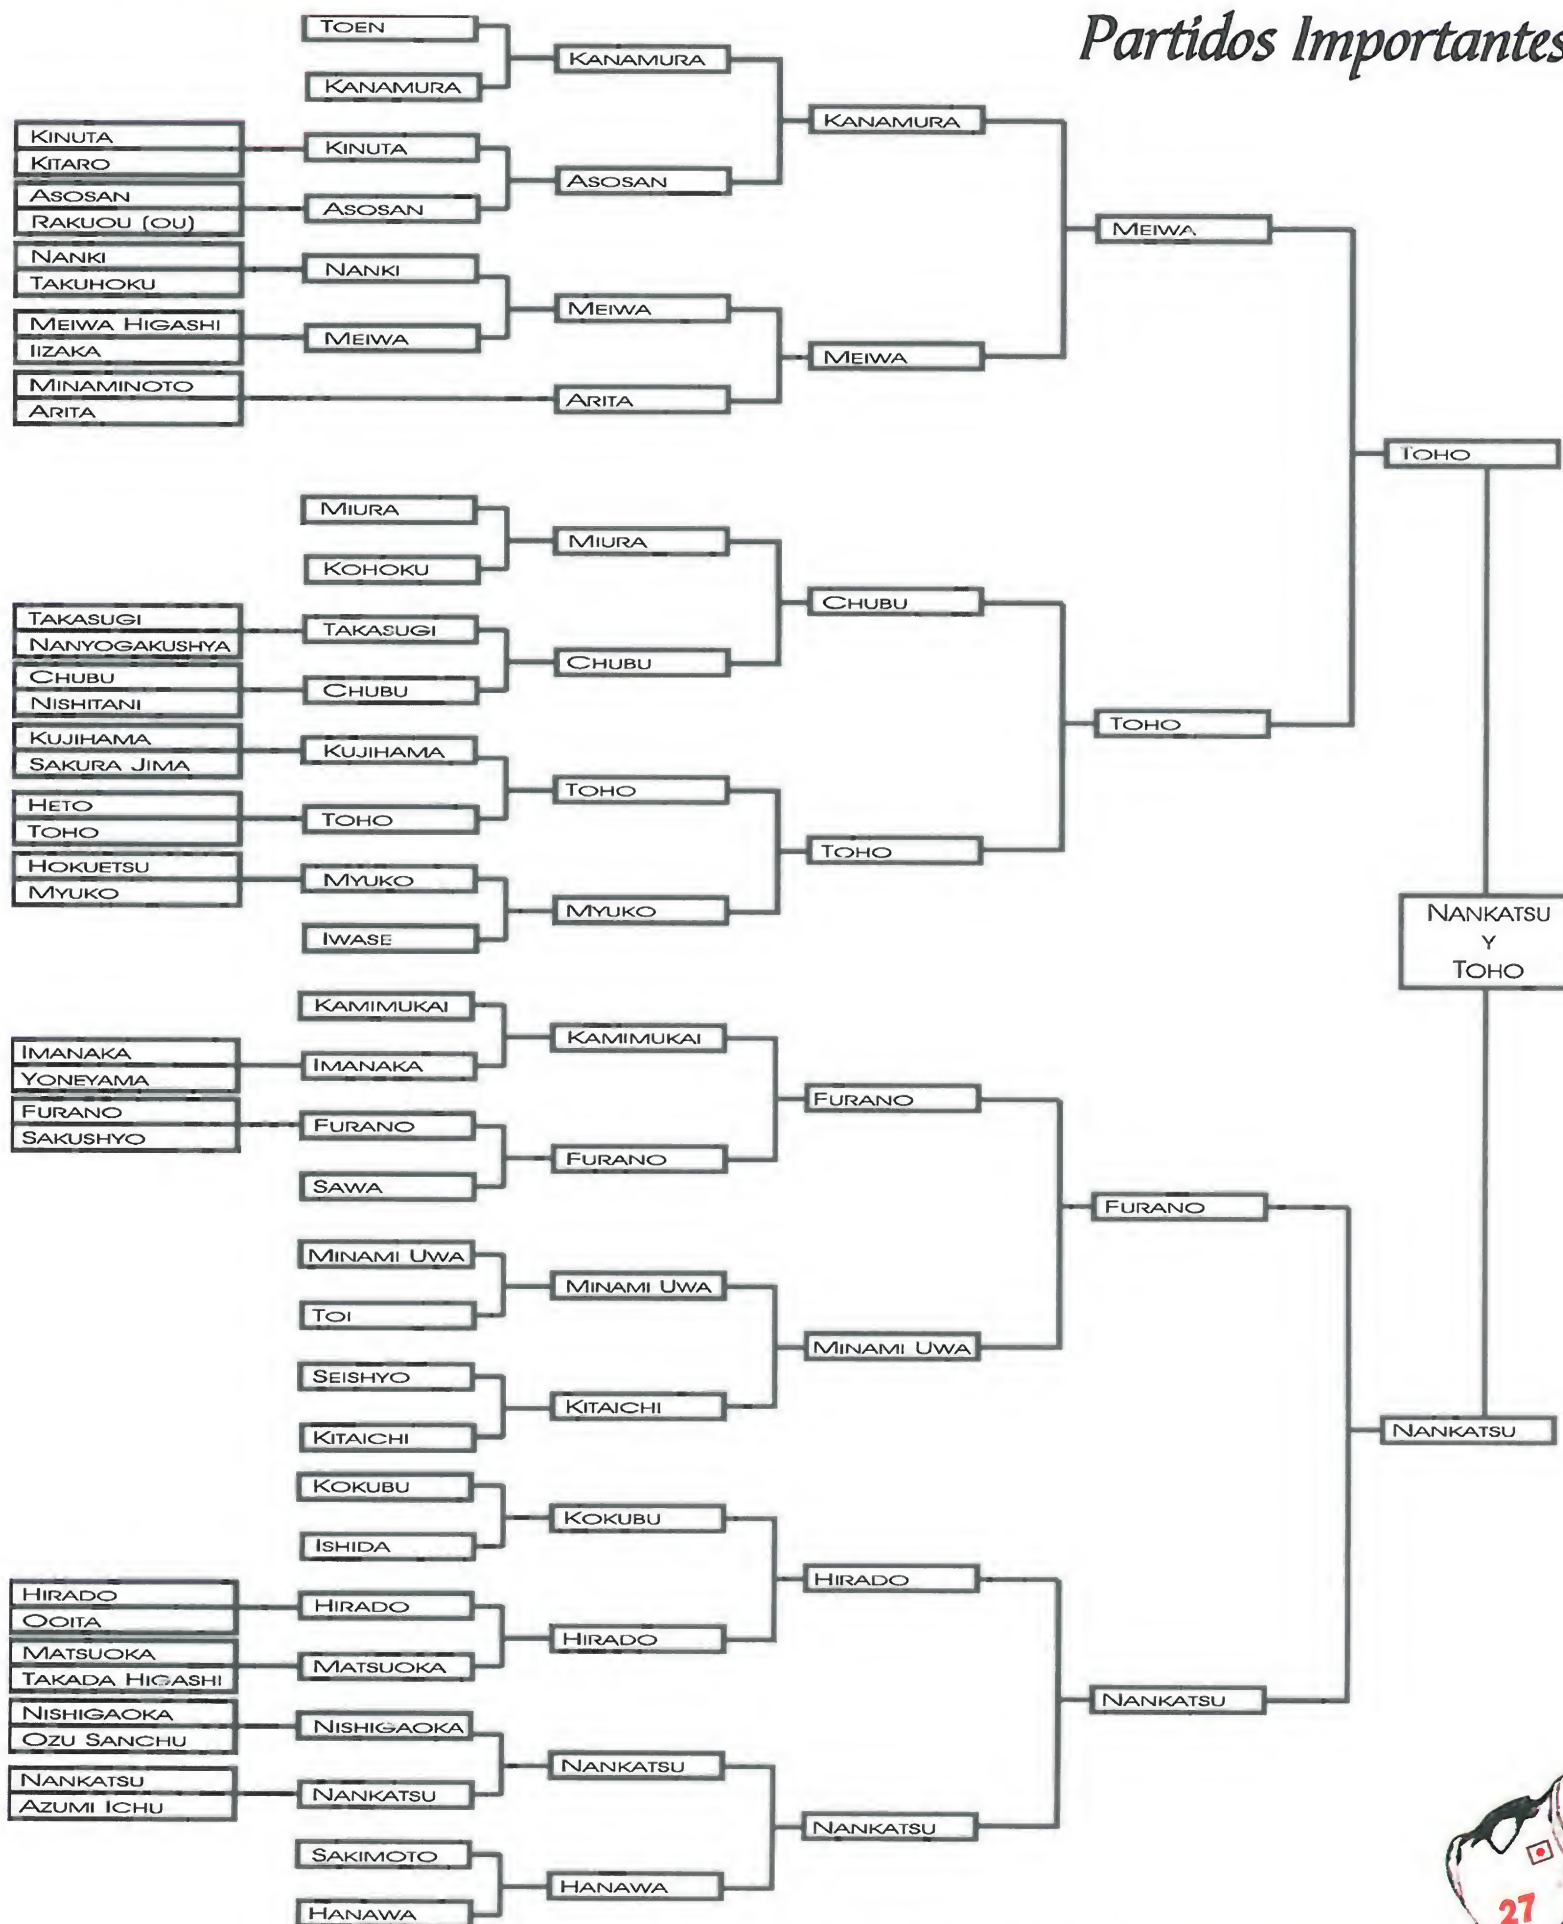 Partidos Importantes
TOEN
KANAMURA
KANAMURA
KANAMURA
KINUTA
KITARO
KINUTA
ASOSAN
ASOSAN
RAKUOU (OU)
ASOSAN
NANKI
TAKUHOKU
NANKI
MEIWA
MEIWA HIGASHI
IIZAKA
MEIWA
MEIWA
MEIWA
MINAMINOTO
ARITA
ARITA
TOHO
MIURA
KOHOKU
MIURA
CHUBU
TAKASUGI
NANYOGAKUSHYA
TAKASUGI
CHUBU
CHUBU
NISHITANI
CHUBU
KUJIHAMA
SAKURA JIMA
KUJIHAMA
TOHO
TOHO
HETO
TOHO
TOHO
TOHO
HOKUETSU
MYUKO
MYUKO
IWASE
MYUKO
NANKATSU
Y
TOHO
KAMIMUKAI
IMANAKA
YONEYAMA
IMANAKA
KAMIMUKAI
FURANO
FURANO
SAKUSHYO
FURANO
SAWA
FURANO
FURANO
MINAMI UWA
TOI
MINAMI UWA
MINAMI UWA
SEISHYO
KITAICHI
KITAICHI
NANKATSU
KOKUBU
ISHIDA
KOKUBU
HIRADO
HIRADO
OOITA
HIRADO
HIRADO
MATSUOKA
TAKADA HIGASHI
MATSUOKA
NANKATSU
NISHIGAOKA
OZU SANCHU
NISHIGAOKA
NANKATSU
NANKATSU
AZUMI ICHU
NANKATSU
NANKATSU
SAKIMOTO
HANAWA
HANAWA
27